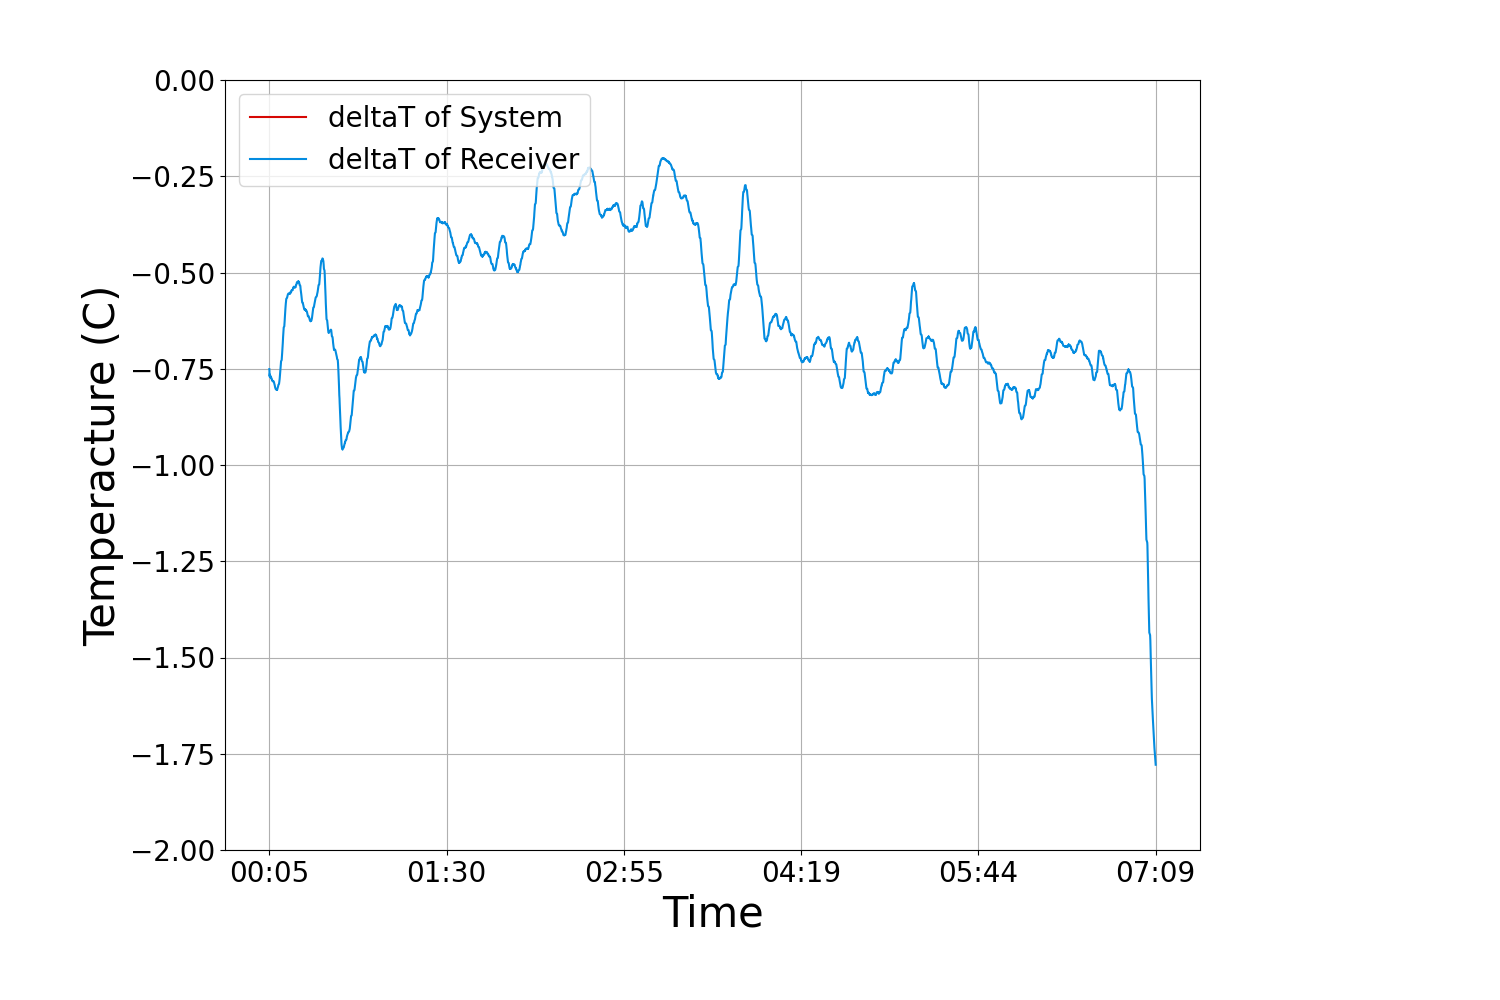 0.00
−0.25
−0.50
−0.75
−1.00
−1.25
−1.50
−1.75
−2.00
Temperacture (C)
deltaT of System
deltaT of Receiver
00:05 01:30 02:55 04:19 05:44 07:09
Time